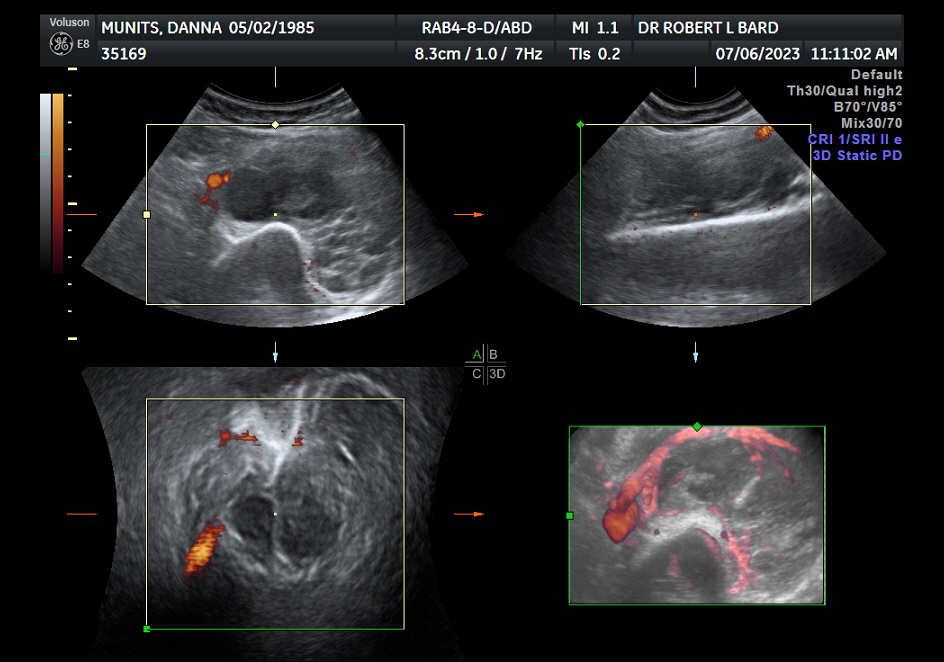 Voluson
E8
MUNITS, DANNA 05/02/1985
RAB4-8-D/ABD
MI 1.1
DR ROBERT L BARD
35169
8.3cm / 1.0 / 7Hz
TIs 0.2
07/06/2023 11:11:02 AM
Default
Th30/Qual high2
B70°/V85°
Mix30/70
CRI 1/SRI II e
3D Static PD
A B
C 3D